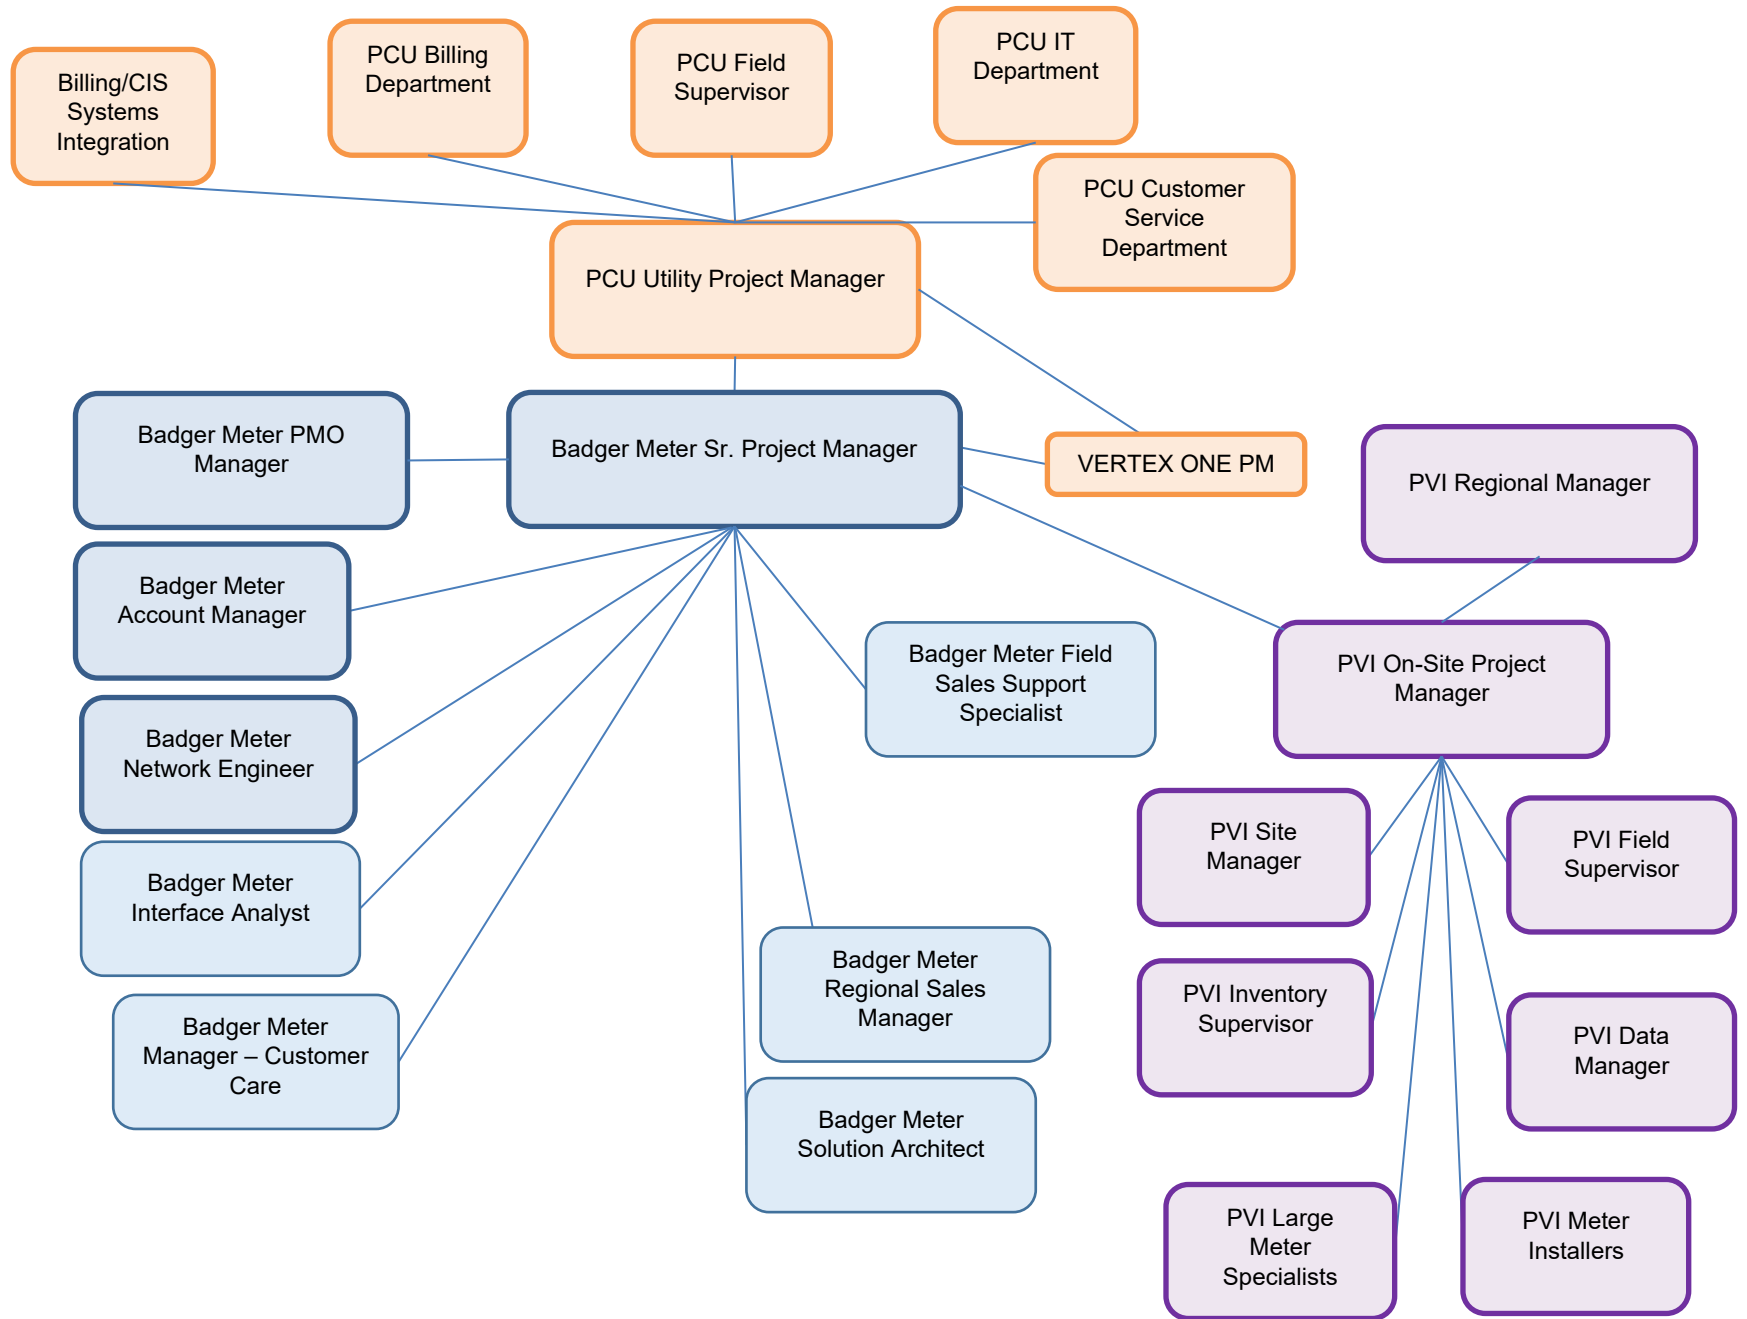 Billing/CIS
Systems
Integration
PCU Billing
Department
PCU Field
Supervisor
PCU IT
Department
PCU Customer
Service
Department
PCU Utility Project Manager
Badger Meter PMO
Manager
Badger Meter Sr. Project Manager
VERTEX ONE PM
PVI Regional Manager
Badger Meter
Account Manager
Badger Meter Field
Sales Support
Specialist
PVI On-Site Project
Manager
Badger Meter
Network Engineer
PVI Site
Manager
PVI Field
Supervisor
Badger Meter
Interface Analyst
Badger Meter
Regional Sales
Manager
PVI Inventory
Supervisor
PVI Data
Manager
Badger Meter
Manager – Customer
Care
Badger Meter
Solution Architect
PVI Large
Meter
Specialists
PVI Meter
Installers